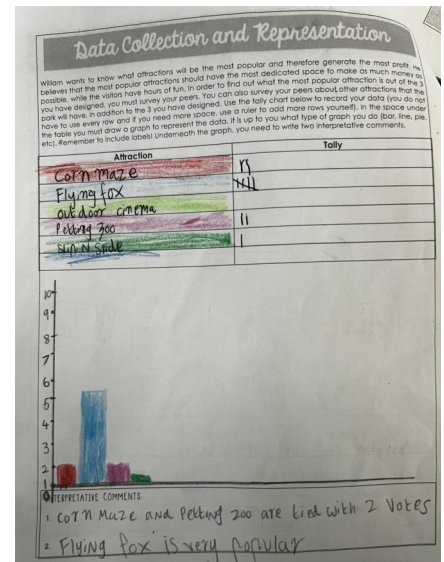 Data Collection and Representation
William wants to know what attractions will be the most popular and therefore generate the most profit. He
believes that the most popular attractions should have the most dedicated space to make as much money as
possible, while the visitors have hours of fun. In order to find out what the most popular attraction is out of the 3
you have designed, you must survey your peers. You can also survey your peers about other attractions that the
park will have, in addition to the 3 you have designed. Use the tally chart below to record your data (you do not
have to use every row and if you need more space, use a ruler to add more rows yourself). In the space under
the table you must draw a graph to represent the data. It is up to you what type of graph you do (bar, line, pie,
etc). Remember to include labels! Underneath the graph, you need to write two interpretative comments.
Attraction Tally
Corn maze
Flying fox
outdoor cinema
Petting zoo
Slip N Slide
10
9
8
7
6
5
4
3
2
1
INTERPRETATIVE COMMENTS:
1. Corn Maze and Petting zoo are tied with 2 Votes
2. Flying fox is very popular